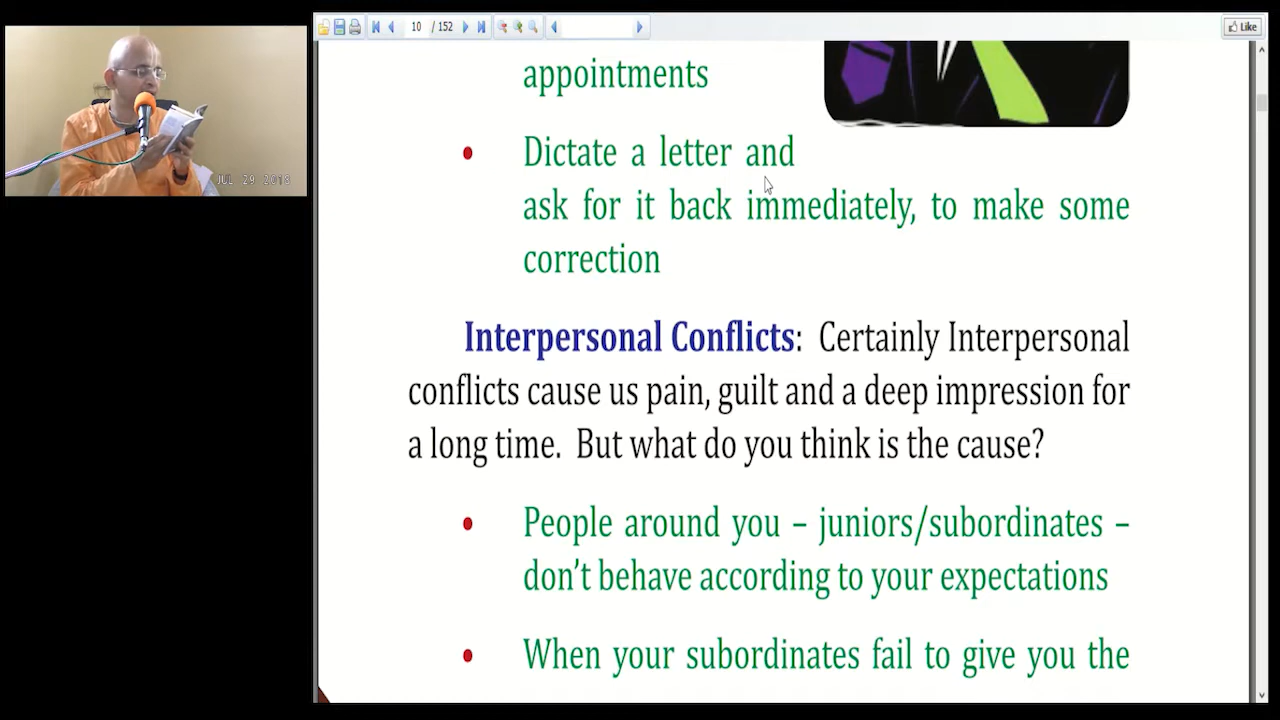 10 / 152
Like
appointments
• Dictate a letter and
ask for it back immediately, to make some
correction
Interpersonal Conflicts: Certainly Interpersonal
conflicts cause us pain, guilt and a deep impression for
a long time. But what do you think is the cause?
• People around you – juniors/subordinates –
don’t behave according to your expectations
• When your subordinates fail to give you the
JUL 29 2018